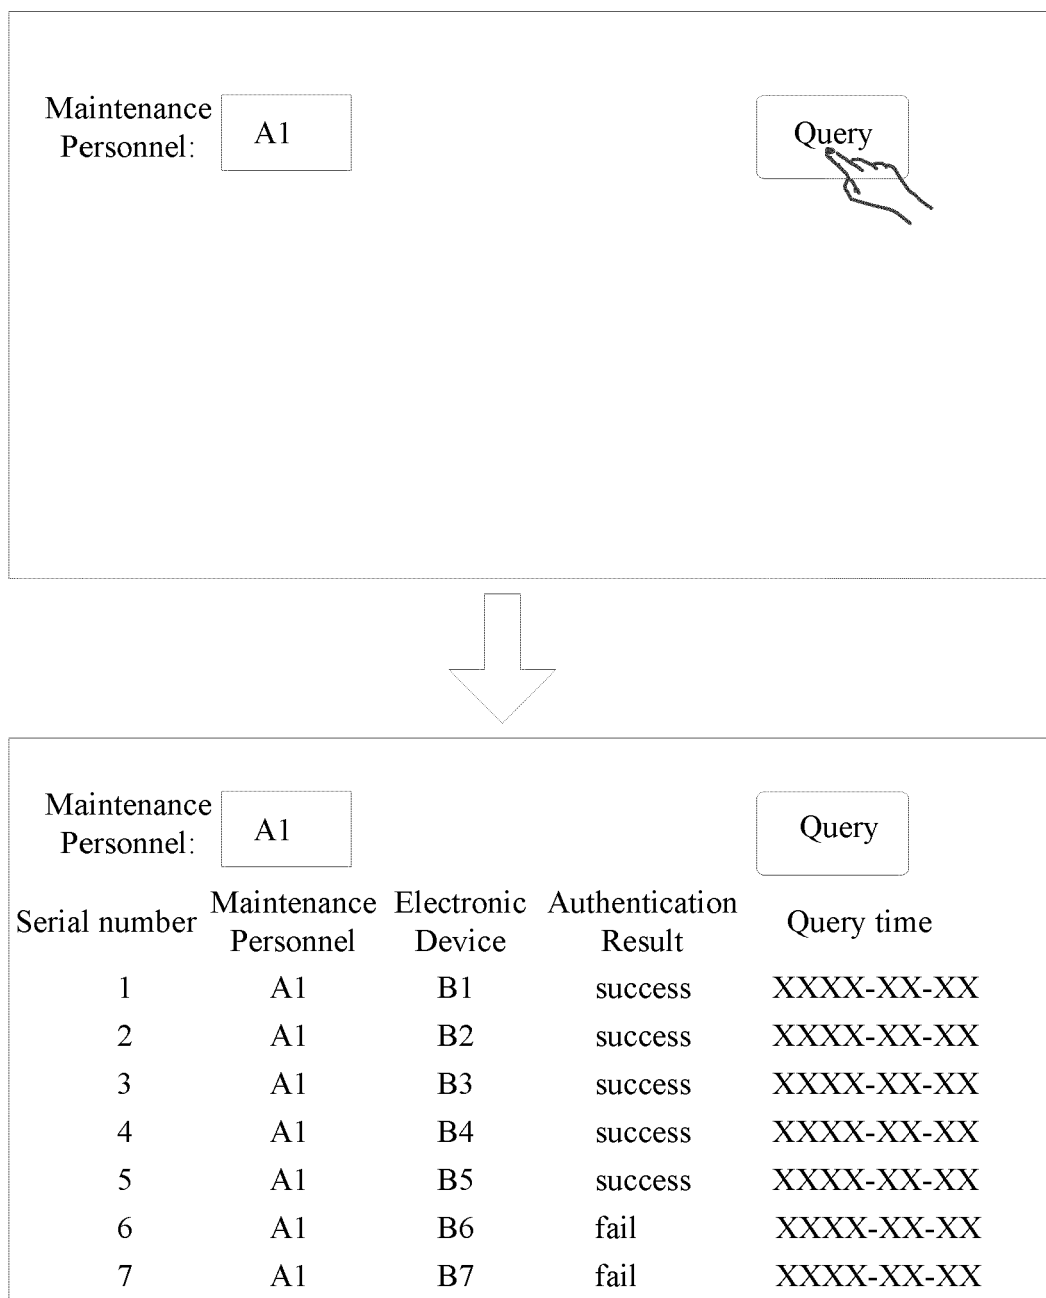 Maintenance
Personnel:
A1
Query
Maintenance
Personnel:
A1
Query
Serial number
Maintenance
Personnel
Electronic
Device
Authentication
Result
Query time
1 A1 B1 success XXXX-XX-XX
2 A1 B2 success XXXX-XX-XX
3 A1 B3 success XXXX-XX-XX
4 A1 B4 success XXXX-XX-XX
5 A1 B5 success XXXX-XX-XX
6 A1 B6 fail XXXX-XX-XX
7 A1 B7 fail XXXX-XX-XX